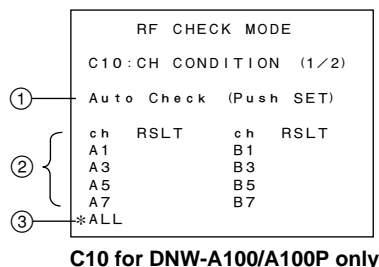 RF CHECK MODE
C10:CH CONDITION (1/2)
① Auto Check (Push SET)
ch RSLT ch RSLT
A1 B1
② A3 B3
A5 B5
A7 B7
③ *ALL
C10 for DNW-A100/A100P only